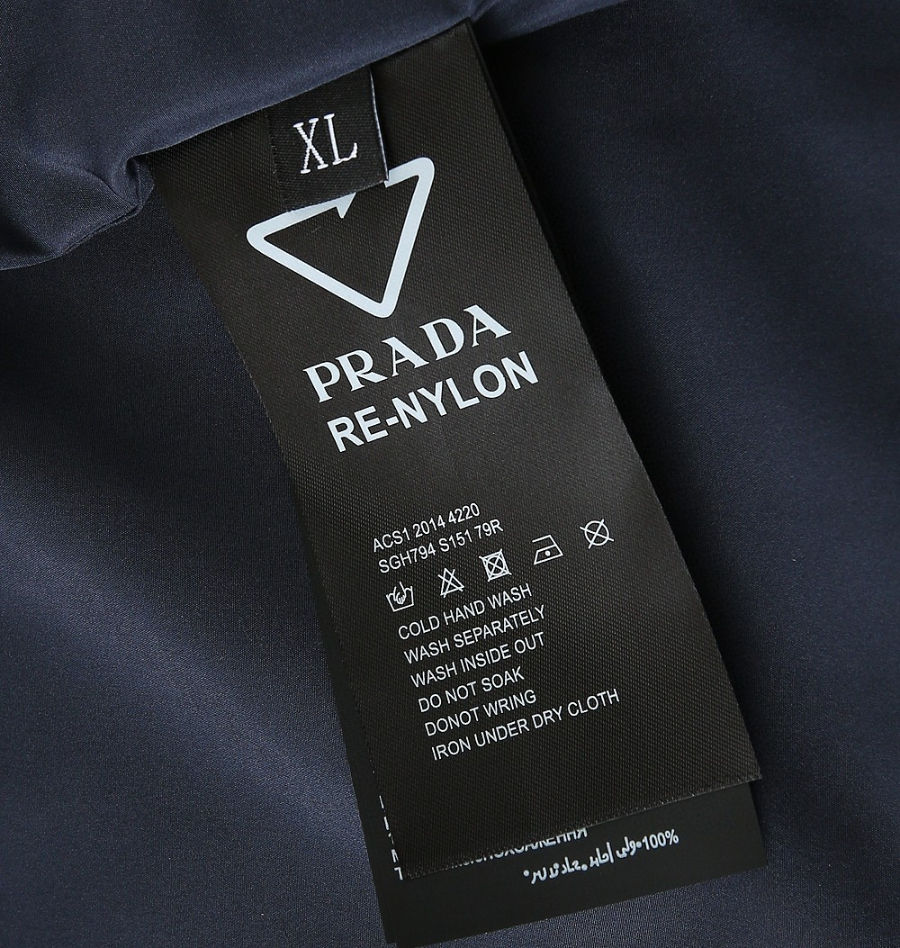 XL
PRADA
RE-NYLON
ACS1 2014 4220
SGH794 S151 79R
COLD HAND WASH
WASH SEPARATELY
WASH INSIDE OUT
DO NOT SOAK
DONOT WRING
IRON UNDER DRY CLOTH
100%